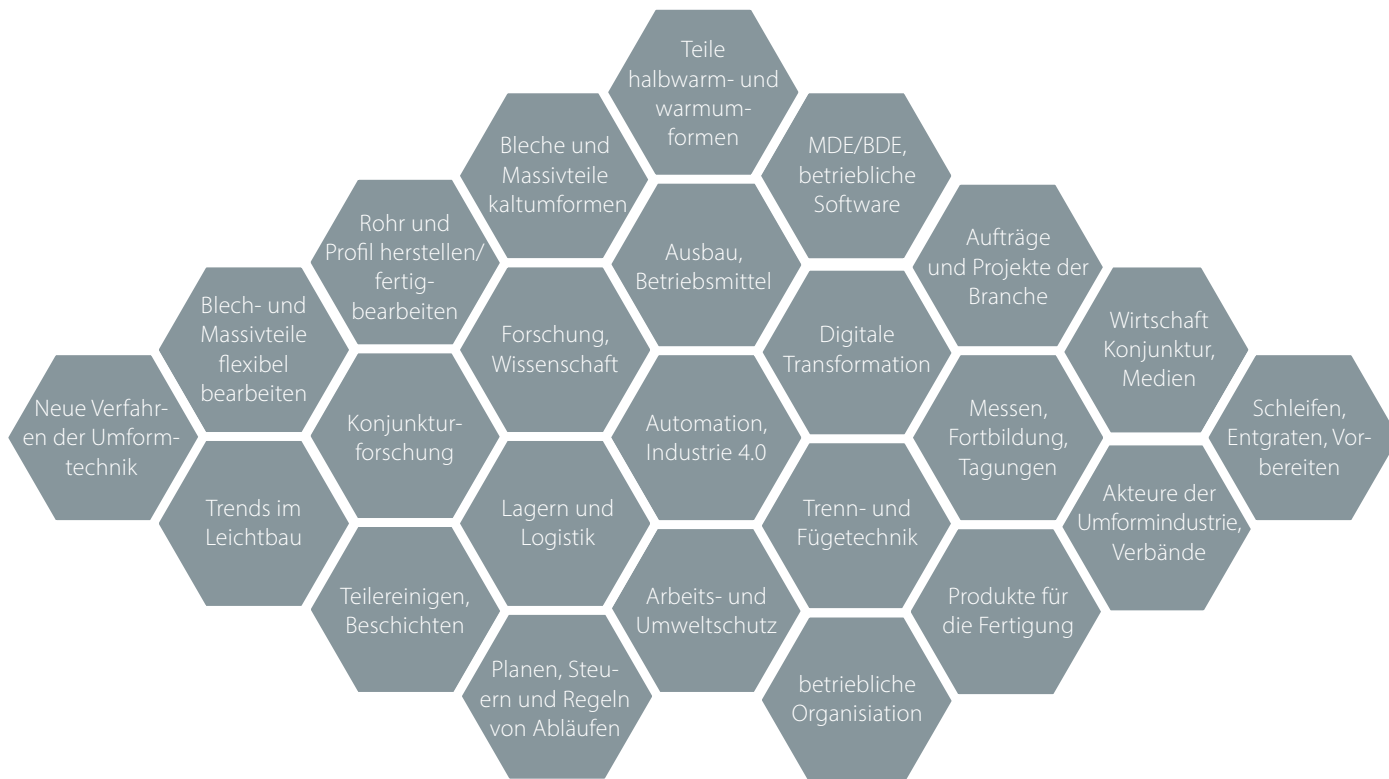 Teile
halbwarm- und
warmum-
formen
Bleche und
Massivteile
kaltumformen
MDE/BDE,
betriebliche
Software
Rohr und
Profil herstellen/
fertig-
bearbeiten
Ausbau,
Betriebsmittel
Aufträge
und Projekte der
Branche
Blech- und
Massivteile
flexibel
bearbeiten
Forschung,
Wissenschaft
Digitale
Transformation
Wirtschaft
Konjunktur,
Medien
Neue Verfahr-
en der Umform-
technik
Konjunktur-
forschung
Automation,
Industrie 4.0
Messen,
Fortbildung,
Tagungen
Schleifen,
Entgraten, Vor-
bereiten
Trends im
Leichtbau
Lagern und
Logistik
Trenn- und
Fügetechnik
Akteure der
Umformindustrie,
Verbände
Teilereinigen,
Beschichten
Arbeits- und
Umweltschutz
Produkte für
die Fertigung
Planen, Steu-
ern und Regeln
von Abläufen
betriebliche
Organisiation